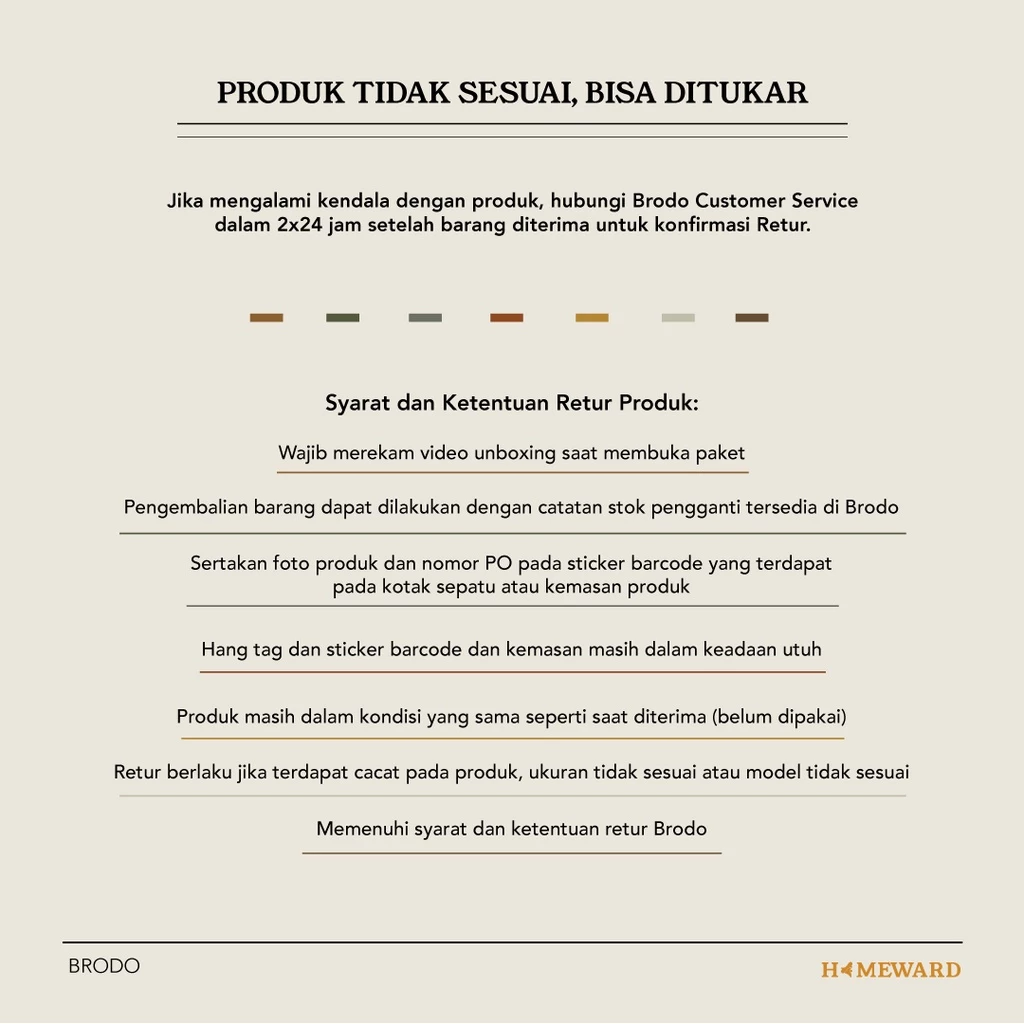 PRODUK TIDAK SESUAI, BISA DITUKAR
Jika mengalami kendala dengan produk, hubungi Brodo Customer Service
dalam 2x24 jam setelah barang diterima untuk konfirmasi Retur.
Syarat dan Ketentuan Retur Produk:
Wajib merekam video unboxing saat membuka paket
Pengembalian barang dapat dilakukan dengan catatan stok pengganti tersedia di Brodo
Sertakan foto produk dan nomor PO pada sticker barcode yang terdapat
pada kotak sepatu atau kemasan produk
Hang tag dan sticker barcode dan kemasan masih dalam keadaan utuh
Produk masih dalam kondisi yang sama seperti saat diterima (belum dipakai)
Retur berlaku jika terdapat cacat pada produk, ukuran tidak sesuai atau model tidak sesuai
Memenuhi syarat dan ketentuan retur Brodo
BRODO
HOMEWARD